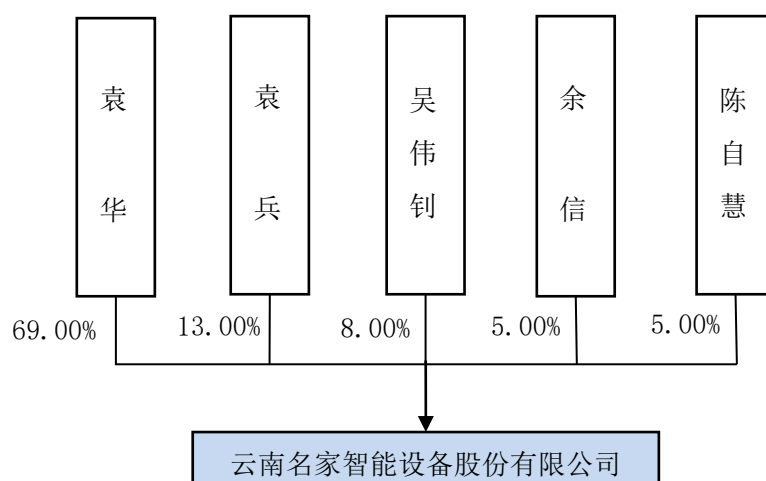 袁华
袁兵
吴伟钊
余信
陈自慧
69.00%
13.00%
8.00%
5.00%
5.00%
云南名家智能设备股份有限公司